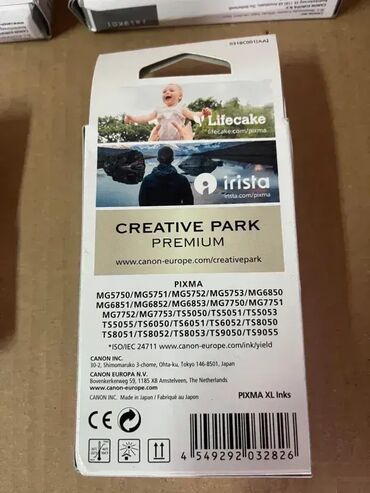 0318C001[AA]
Lifecake
lifecake.com/pixma
irista
irista.com/pixma
CREATIVE PARK
PREMIUM
www.canon-europe.com/creativepark
PIXMA
MG5750/MG5751/MG5752/MG5753/MG6850
MG6851/MG6852/MG6853/MG7750/MG7751
MG7752/MG7753/TS5050/TS5051/TS5053
TS5055/TS6050/TS6051/TS6052/TS8050
TS8051/TS8052/TS8053/TS9050/TS9055
*ISO/IEC 24711 www.canon-europe.com/ink/yield
CANON INC.
30-2, Shimomaruko 3-chome, Ohta-ku, Tokyo 146-8501, Japan
CANON EUROPA N.V.
Bovenkerkerweg 59, 1185 XB Amstelveen, The Netherlands
www.canon-europe.com
CANON INC. Made in Japan / Fabriqué au Japon
PIXMA XL Inks
4 549292 032826